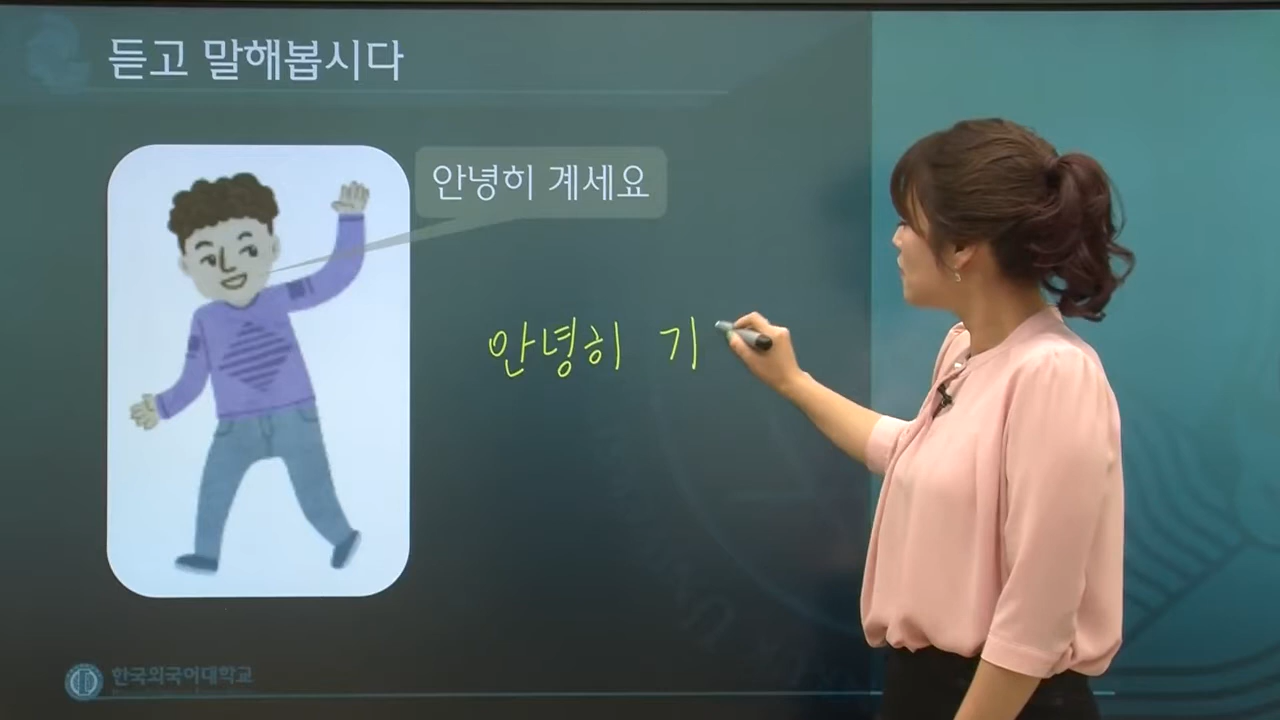 듣고 말해봅시다
안녕히 계세요
안녕히 기
한국외국어대학교